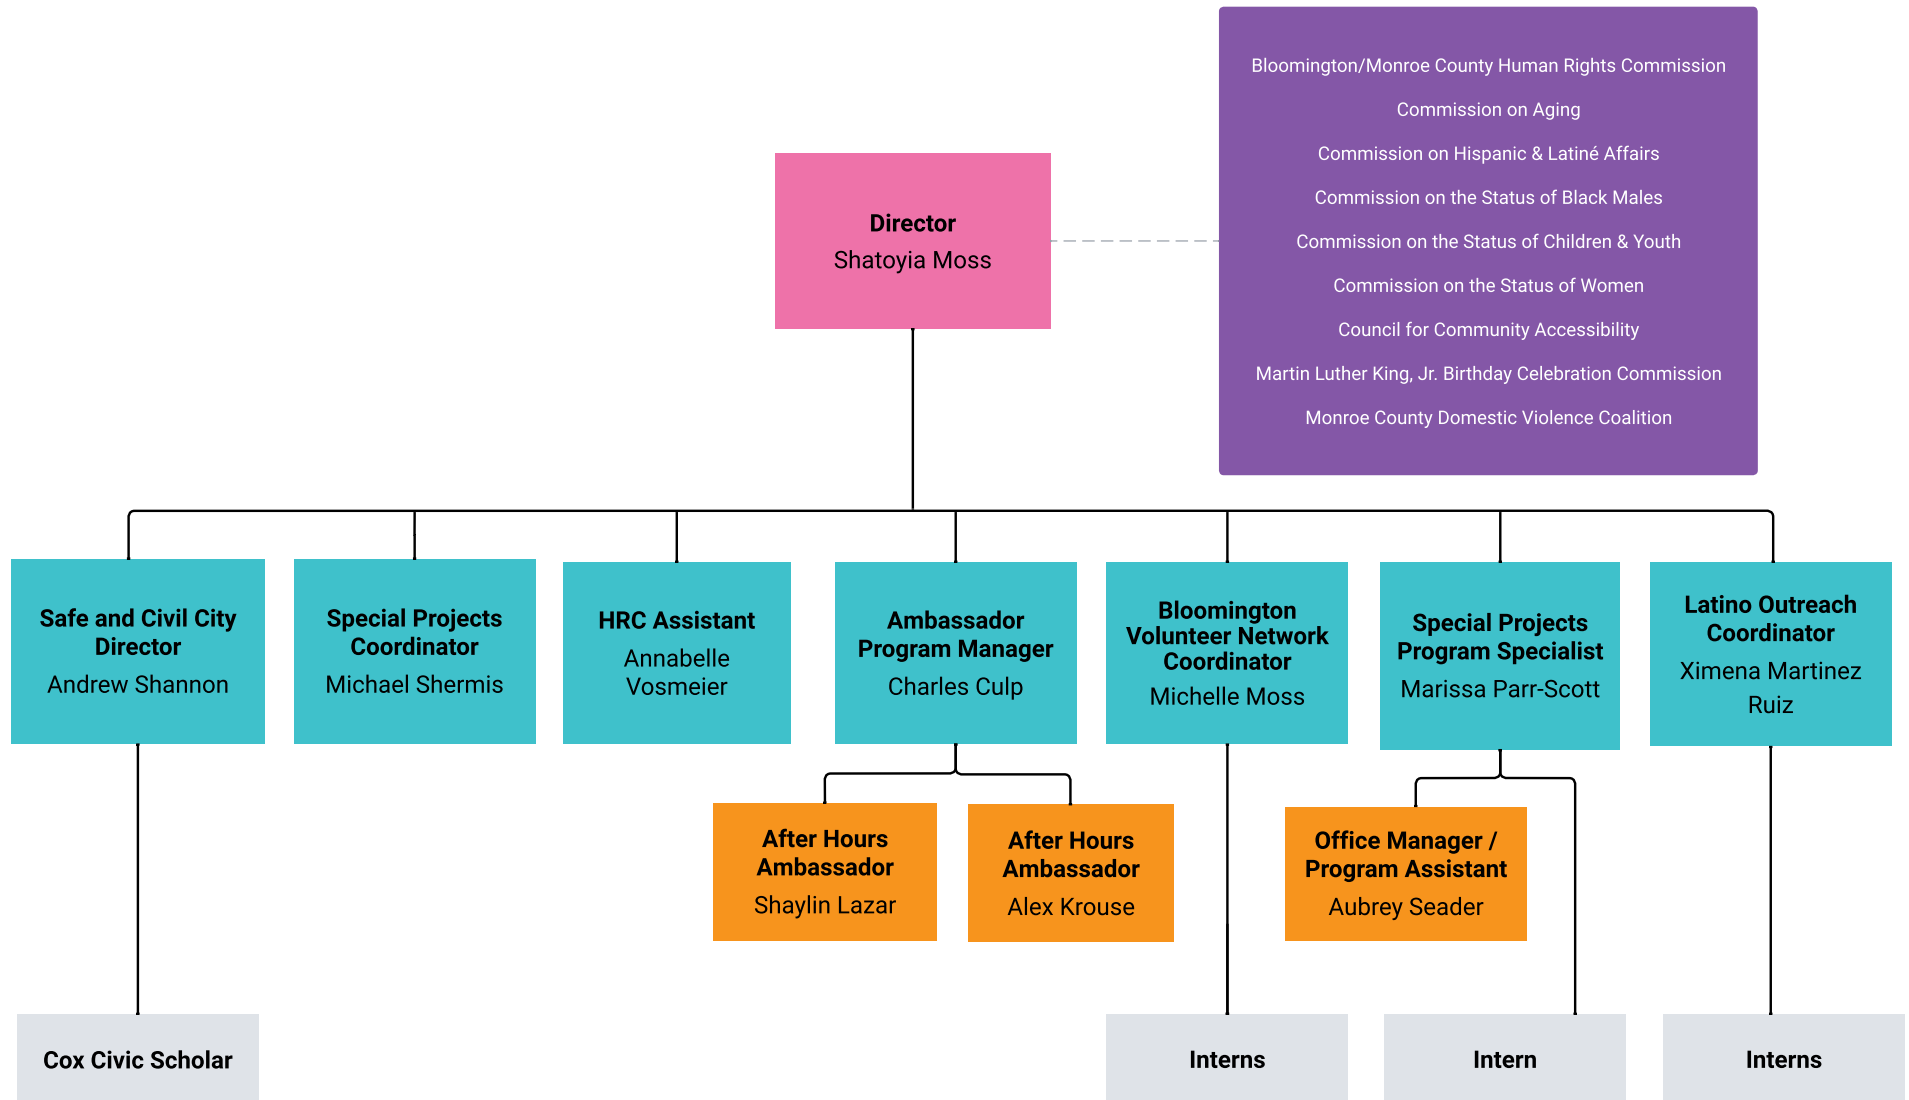 Bloomington/Monroe County Human Rights Commission
Commission on Aging
Commission on Hispanic & Latiné Affairs
Commission on the Status of Black Males
Commission on the Status of Children & Youth
Commission on the Status of Women
Council for Community Accessibility
Martin Luther King, Jr. Birthday Celebration Commission
Monroe County Domestic Violence Coalition
Director
Shatoyia Moss
Safe and Civil City
Director
Andrew Shannon
Special Projects
Coordinator
Michael Shermis
HRC Assistant
Annabelle
Vosmeier
Ambassador
Program Manager
Charles Culp
Bloomington
Volunteer Network
Coordinator
Michelle Moss
Special Projects
Program Specialist
Marissa Parr-Scott
Latino Outreach
Coordinator
Ximena Martinez
Ruiz
After Hours
Ambassador
Shaylin Lazar
After Hours
Ambassador
Alex Krouse
Office Manager /
Program Assistant
Aubrey Seader
Cox Civic Scholar
Interns
Intern
Interns